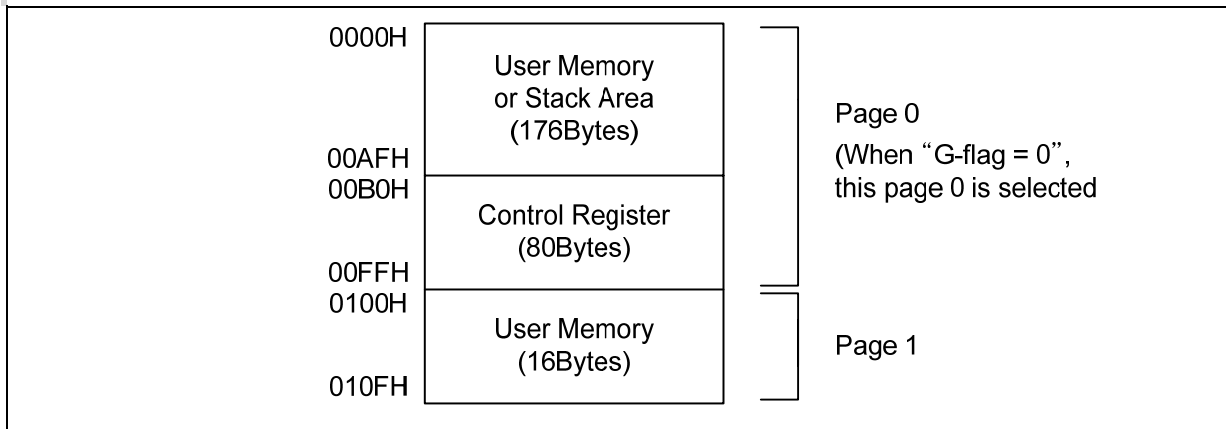 0000H
User Memory
or Stack Area
(176Bytes)
00AFH
00B0H
Control Register
(80Bytes)
00FFH
0100H
User Memory
(16Bytes)
010FH
Page 0
(When “G-flag = 0”,
this page 0 is selected
Page 1